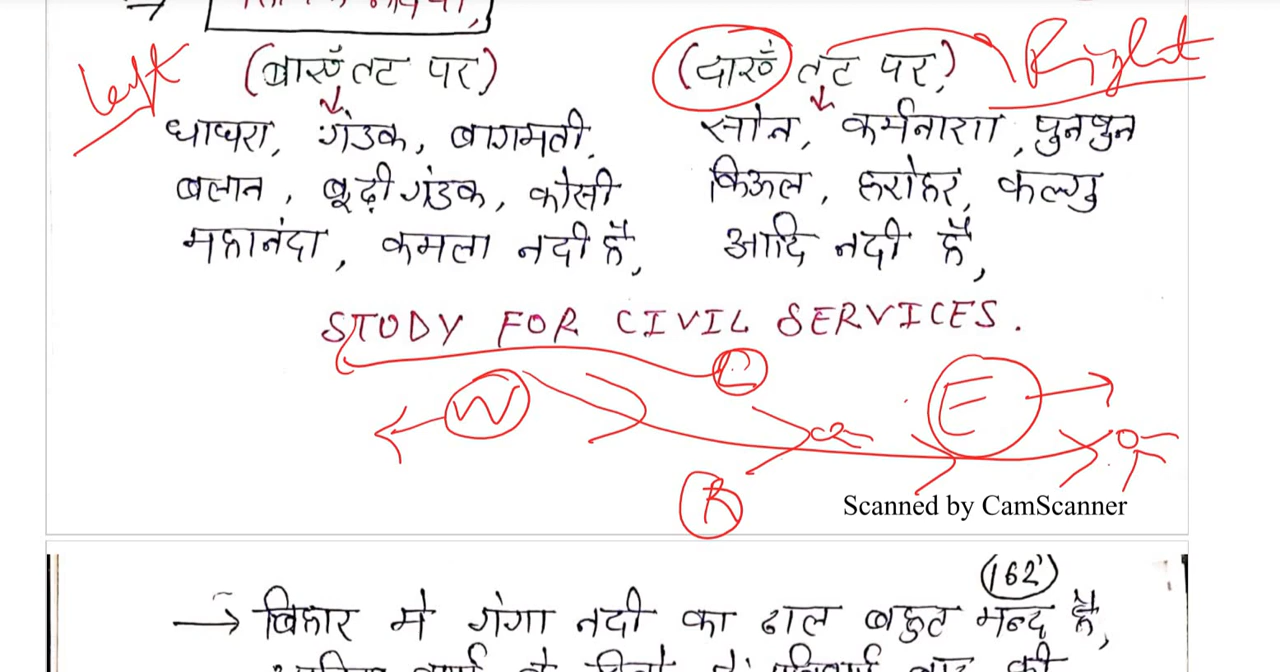 Left (बाएँ तट पर) (दाएँ तट पर) Right
घाघरा, गंडक, बागमती, सोन, कर्मनाशा, पुनपुन
बलान, बूढ़ी गंडक, कोसी किऊल, हरोहर, फल्गु
महानंदा, कमला नदी है, आदि नदी है,
STUDY FOR CIVIL SERVICES.
L
W E
R
Scanned by CamScanner
(162)
→ बिहार मे गंगा नदी का ढाल बहुत मन्द है,